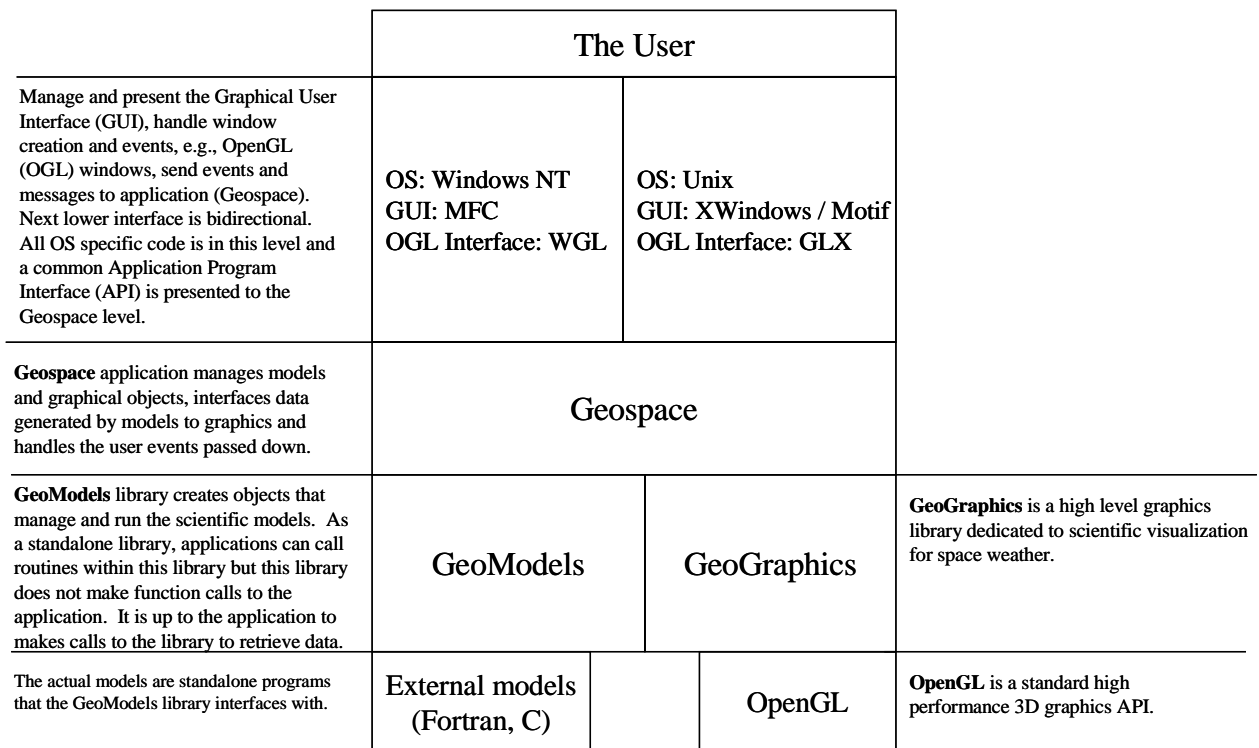 The User
Manage and present the Graphical User
Interface (GUI), handle window
creation and events, e.g., OpenGL
(OGL) windows, send events and
messages to application (Geospace).
Next lower interface is bidirectional.
All OS specific code is in this level and
a common Application Program
Interface (API) is presented to the
Geospace level.
OS: Windows NT
GUI: MFC
OGL Interface: WGL
OS: Unix
GUI: XWindows / Motif
OGL Interface: GLX
Geospace application manages models
and graphical objects, interfaces data
generated by models to graphics and
handles the user events passed down.
Geospace
GeoModels library creates objects that
manage and run the scientific models. As
a standalone library, applications can call
routines within this library but this library
does not make function calls to the
application. It is up to the application to
makes calls to the library to retrieve data.
GeoModels
GeoGraphics
GeoGraphics is a high level graphics
library dedicated to scientific visualization
for space weather.
The actual models are standalone programs
that the GeoModels library interfaces with.
External models
(Fortran, C)
OpenGL
OpenGL is a standard high
performance 3D graphics API.